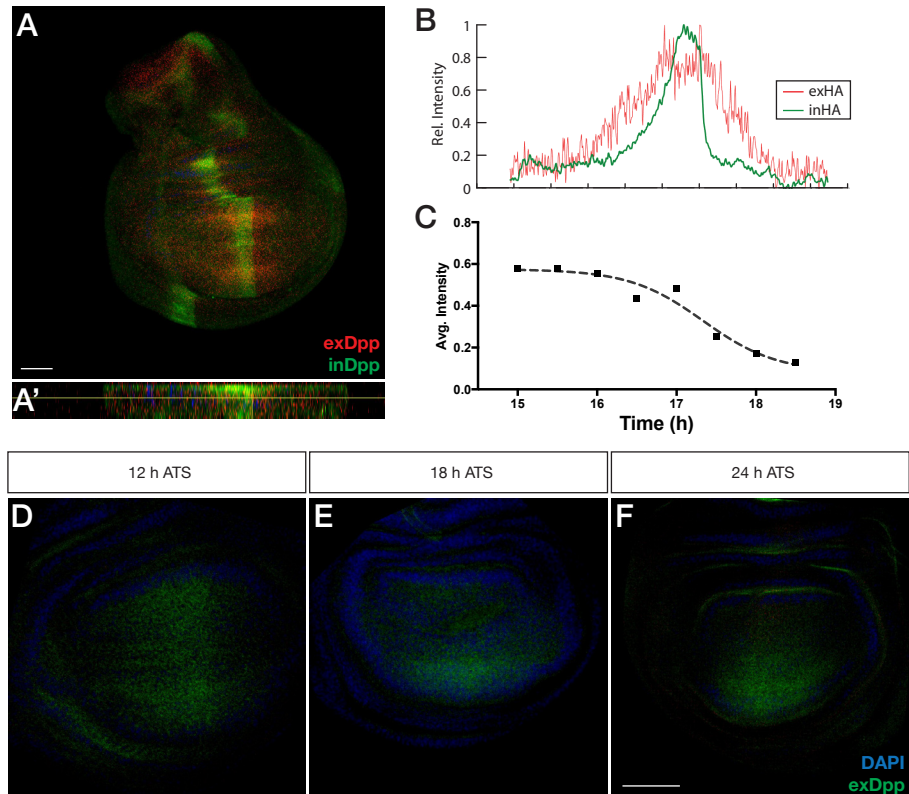 A
exDpp
inDpp
A'
B
Rel. Intensity
1
0.8
0.6
0.4
0.2
0
exHA
inHA
C
Avg. Intensity
0.8
0.6
0.4
0.2
0.0
15 16 17 18 19
Time (h)
12 h ATS 18 h ATS 24 h ATS
D E F
DAPI
exDpp